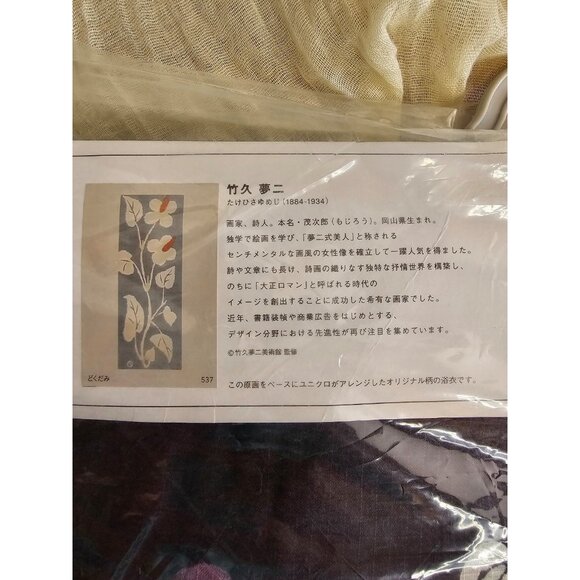 竹久 夢二
たけひさゆめじ(1884-1934)
画家、詩人。本名・茂次郎(もじろう)。岡山県生まれ。
独学で絵画を学び、「夢二式美人」と称される
センチメンタルな画風の女性像を確立して一躍人気を得ました。
詩や文章にも長け、詩画の織りなす独特な抒情世界を構築し、
のちに「大正ロマン」と呼ばれる時代の
イメージを創出することに成功した希有な画家でした。
近年、書籍装幀や商業広告をはじめとする、
デザイン分野における先進性が再び注目を集めています。
©竹久夢二美術館 監修
どくだみ 537
この原画をベースにユニクロがアレンジしたオリジナル柄の浴衣です。